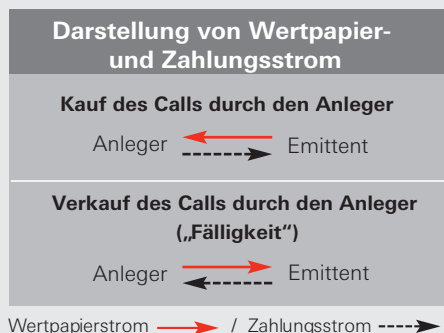 Darstellung von Wertpapier-
und Zahlungsstrom
Kauf des Calls durch den Anleger
Anleger Emittent
Verkauf des Calls durch den Anleger
(„Fälligkeit“)
Anleger Emittent
Wertpapierstrom / Zahlungsstrom